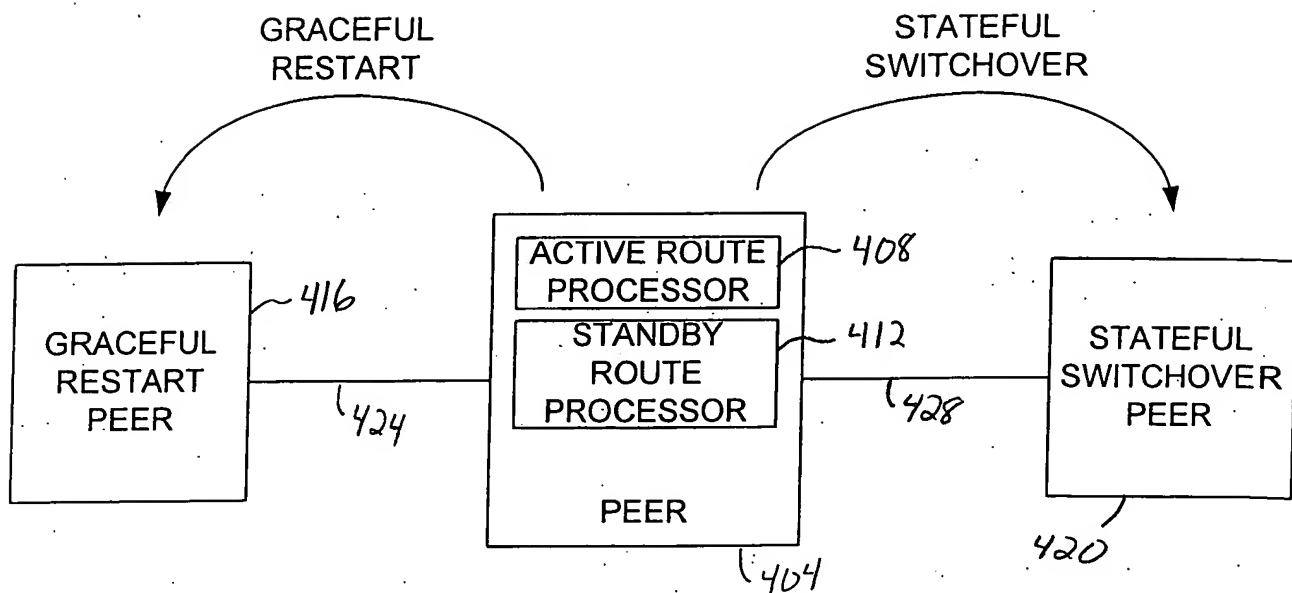 GRACEFUL
RESTART
STATEFUL
SWITCHOVER
GRACEFUL
RESTART
PEER
416
424
ACTIVE ROUTE
PROCESSOR
408
STANDBY
ROUTE
PROCESSOR
412
PEER
404
428
STATEFUL
SWITCHOVER
PEER
420